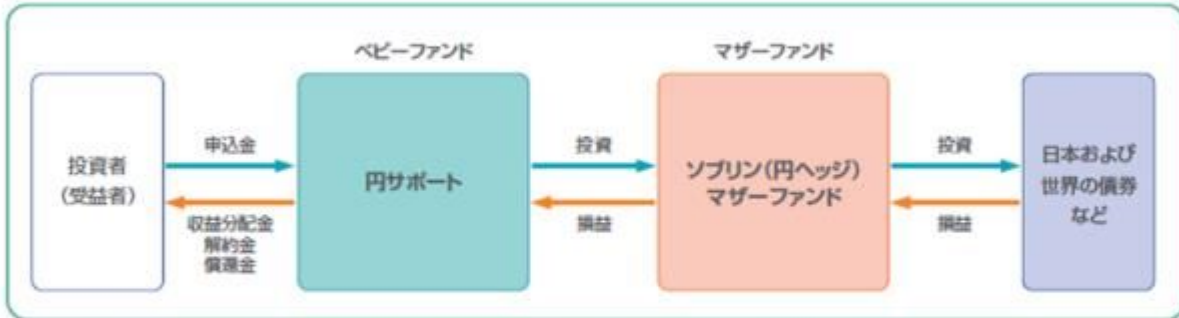 ベビーファンド
マザーファンド
投資者
(受益者)
申込金
収益分配金
解約金
償還金
円サポート
投資
損益
ソブリン(円ヘッジ)
マザーファンド
投資
損益
日本および
世界の債券
など